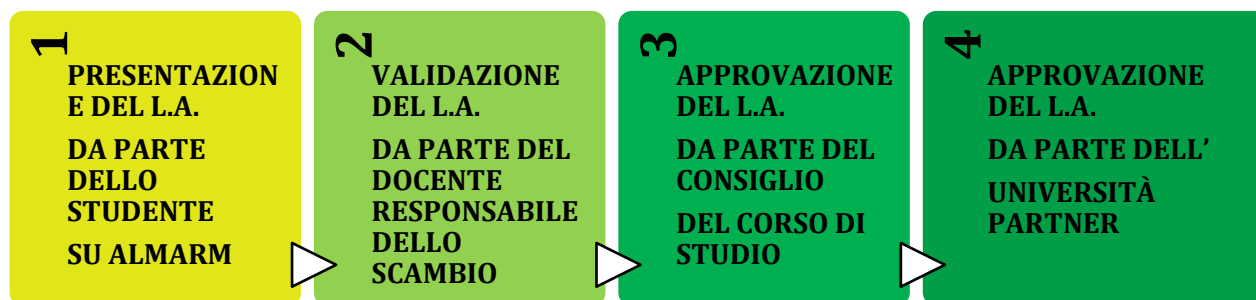 1
PRESENTAZION
E DEL L.A.
DA PARTE
DELLO
STUDENTE
SU ALMARM
2
VALIDAZIONE
DEL L.A.
DA PARTE DEL
DOCENTE
RESPONSABILE
DELLO
SCAMBIO
3
APPROVAZIONE
DEL L.A.
DA PARTE DEL
CONSIGLIO
DEL CORSO DI
STUDIO
4
APPROVAZIONE
DEL L.A.
DA PARTE DELL’
UNIVERSITÀ
PARTNER